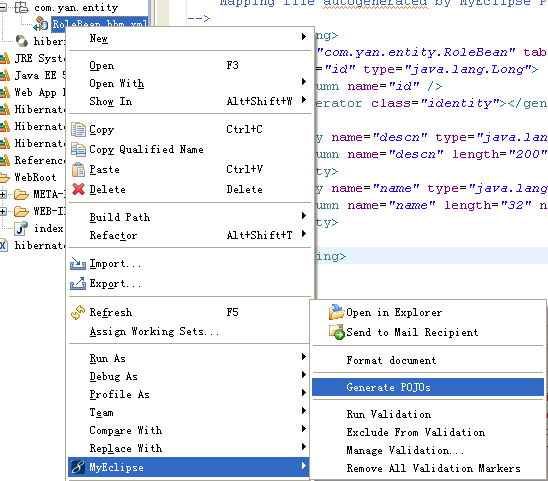 Mapping file autogenerated by MyEclipse P
-->
com.yan.entity
RoleBean.hbm.xml
hibern
JRE System
Java EE 5
Web App L
Hibernate
Hibernate
Hibernate
Reference
WebRoot
META-I
WEB-II
index
hibernate
ing>
"com.yan.entity.RoleBean" tab
"id" type="java.lang.Long">
umn name="id" />
erator class="identity"></gen
y name="descn" type="java.lan
umn name="descn" length="200"
ty>
y name="name" type="java.lang
umn name="name" length="32" n
ty>
ing>
New
Open F3
Open With
Show In Alt+Shift+W
Copy Ctrl+C
Copy Qualified Name
Paste Ctrl+V
Delete Delete
Build Path
Refactor Alt+Shift+T
Import...
Export...
Refresh F5
Assign Working Sets...
Run As
Debug As
Profile As
Team
Compare With
Replace With
MyEclipse
Open in Explorer
Send to Mail Recipient
Format document
Generate POJOs
Run Validation
Exclude From Validation
Manage Validation...
Remove All Validation Markers